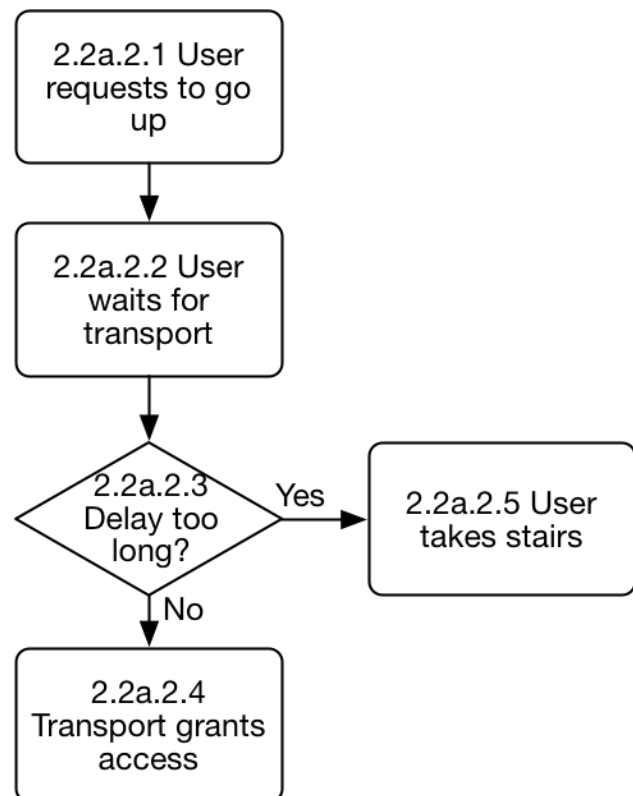 2.2a.2.1 User
requests to go
up
2.2a.2.2 User
waits for
transport
2.2a.2.3
Delay too
long?
Yes
2.2a.2.5 User
takes stairs
No
2.2a.2.4
Transport grants
access